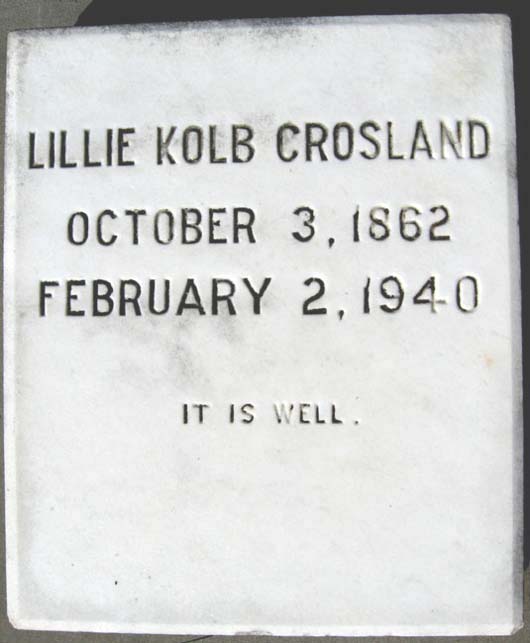 LILLIE KOLB CROSLAND
OCTOBER 3, 1862
FEBRUARY 2, 1940
IT IS WELL.